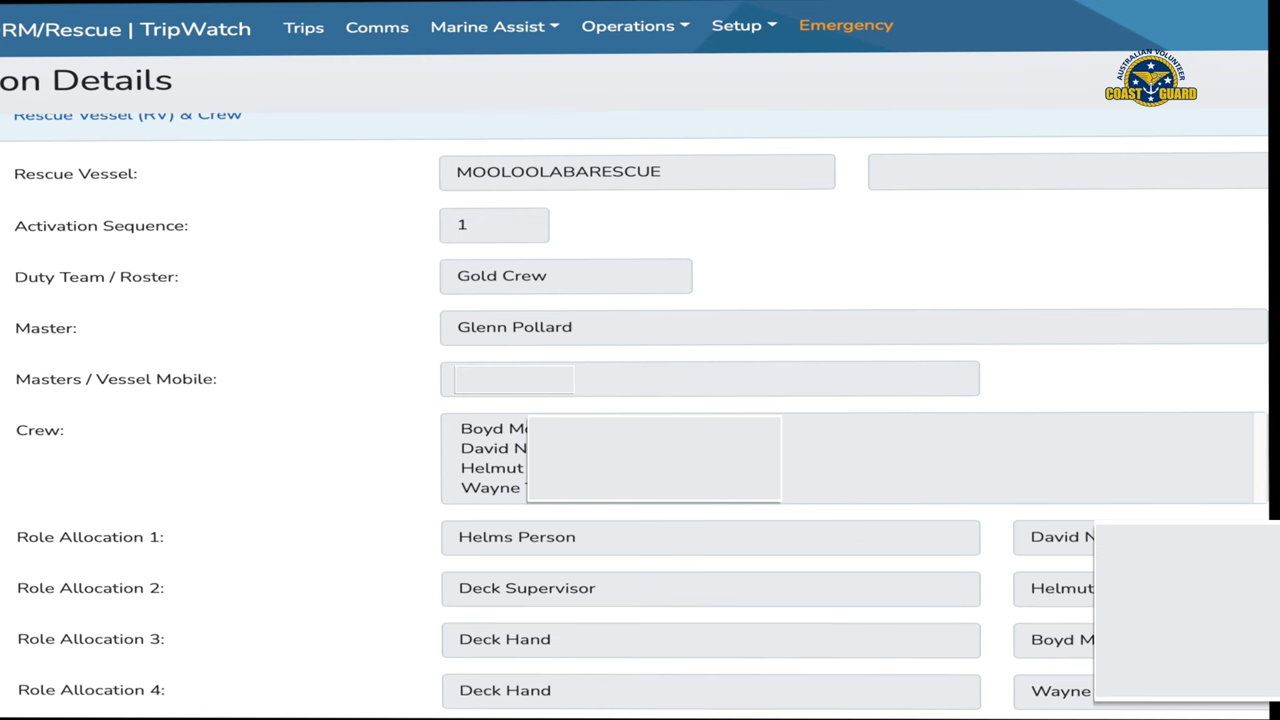 RM/Rescue | TripWatch Trips Comms Marine Assist Operations Setup Emergency
on Details
AUSTRALIAN VOLUNTEER
COAST GUARD
Rescue Vessel (RV) & Crew
Rescue Vessel: MOOLOOLABARESCUE
Activation Sequence: 1
Duty Team / Roster: Gold Crew
Master: Glenn Pollard
Masters / Vessel Mobile:
Crew: Boyd M
David N
Helmut
Wayne
Role Allocation 1: Helms Person David N
Role Allocation 2: Deck Supervisor Helmut
Role Allocation 3: Deck Hand Boyd M
Role Allocation 4: Deck Hand Wayne